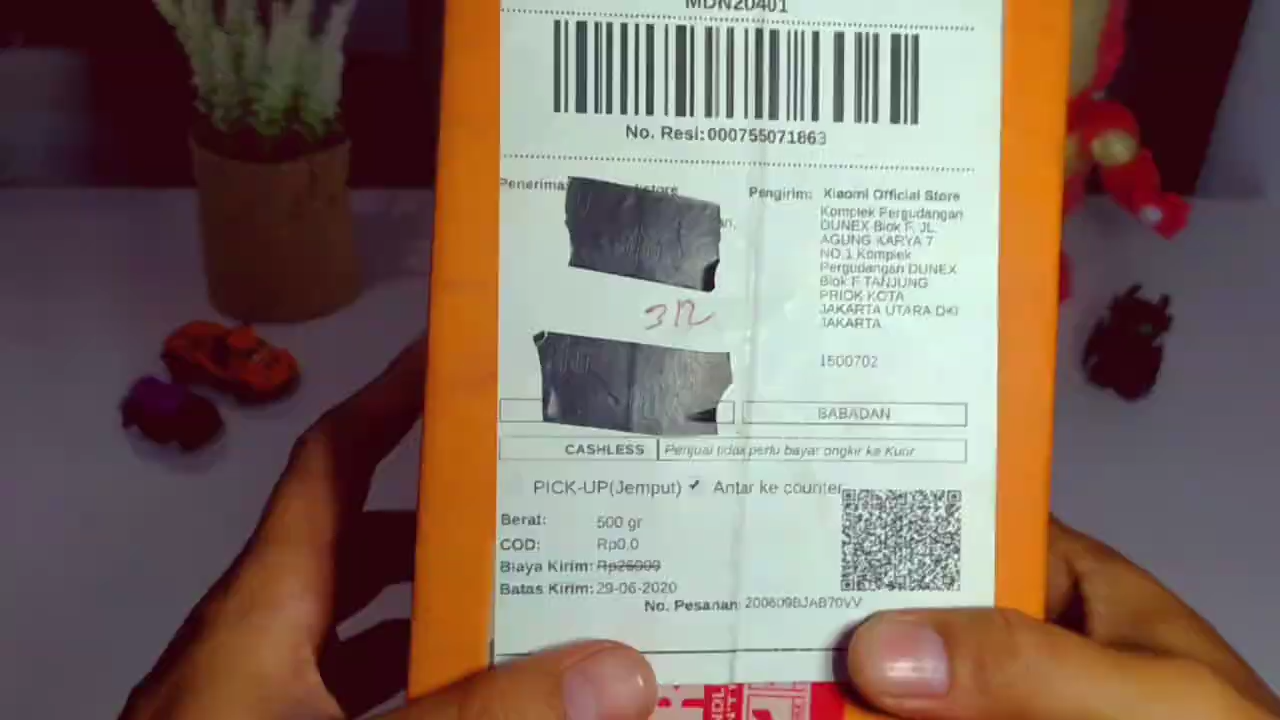 MDN20401
No. Resi: 000755071863
Penerima
Pengirim: Xiaomi Official Store
Komplek Pergudangan
DUNEX Blok F, JL.
AGUNG KARYA 7
NO.1 Komplek
Pergudangan DUNEX
Blok F TANJUNG
PRIOK KOTA
JAKARTA UTARA DKI
JAKARTA
312
1500702
BABADAN
CASHLESS Penjual tidak perlu bayar ongkir ke Kurir
PICK-UP(Jemput) ✔ Antar ke counter
Berat: 500 gr
COD: Rp0,0
Biaya Kirim: Rp26000
Batas Kirim: 29-06-2020
No. Pesanan: 200609BJAB70VV